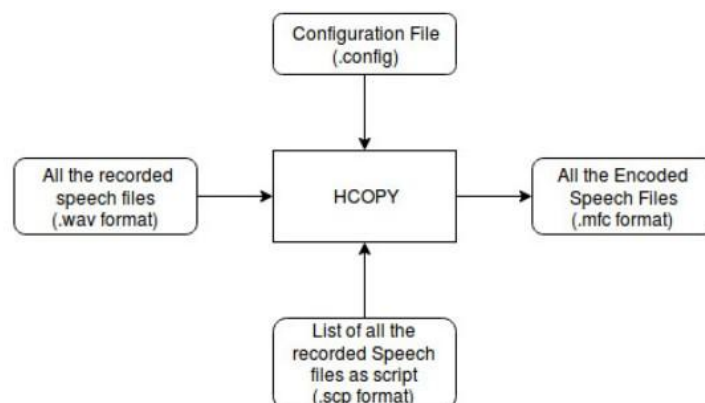 Configuration File
(.config)
All the recorded
speech files
(.wav format)
HCOPY
All the Encoded
Speech Files
(.mfc format)
List of all the
recorded Speech
files as script
(.scp format)